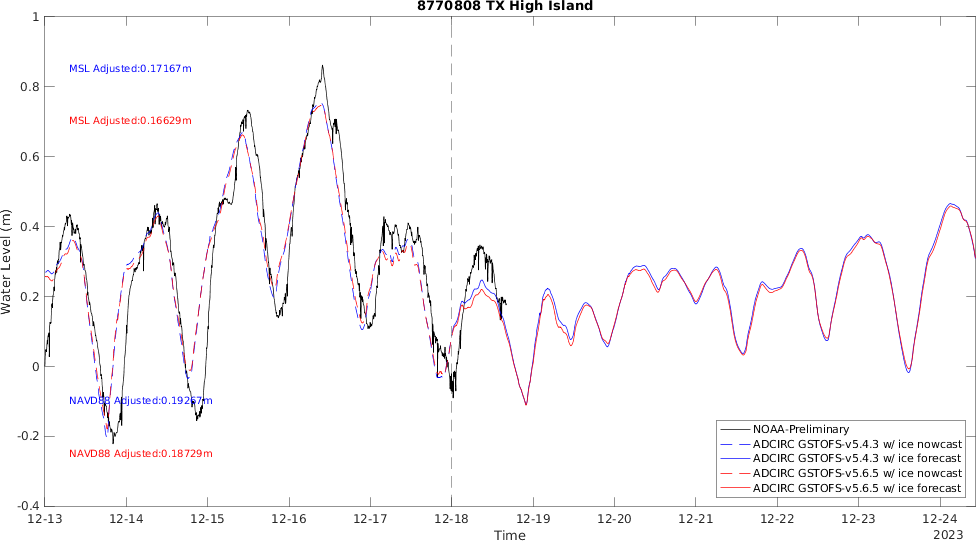 8770808 TX High Island
1
0.8
0.6
0.4
0.2
0
-0.2
-0.4
Water Level (m)
MSL Adjusted:0.17167m
MSL Adjusted:0.16629m
NAVD88 Adjusted:0.19267m
NAVD88 Adjusted:0.18729m
NOAA-Preliminary
ADCIRC GSTOFS-v5.4.3 w/ ice nowcast
ADCIRC GSTOFS-v5.4.3 w/ ice forecast
ADCIRC GSTOFS-v5.6.5 w/ ice nowcast
ADCIRC GSTOFS-v5.6.5 w/ ice forecast
12-13 12-14 12-15 12-16 12-17 12-18 12-19 12-20 12-21 12-22 12-23 12-24
Time
2023